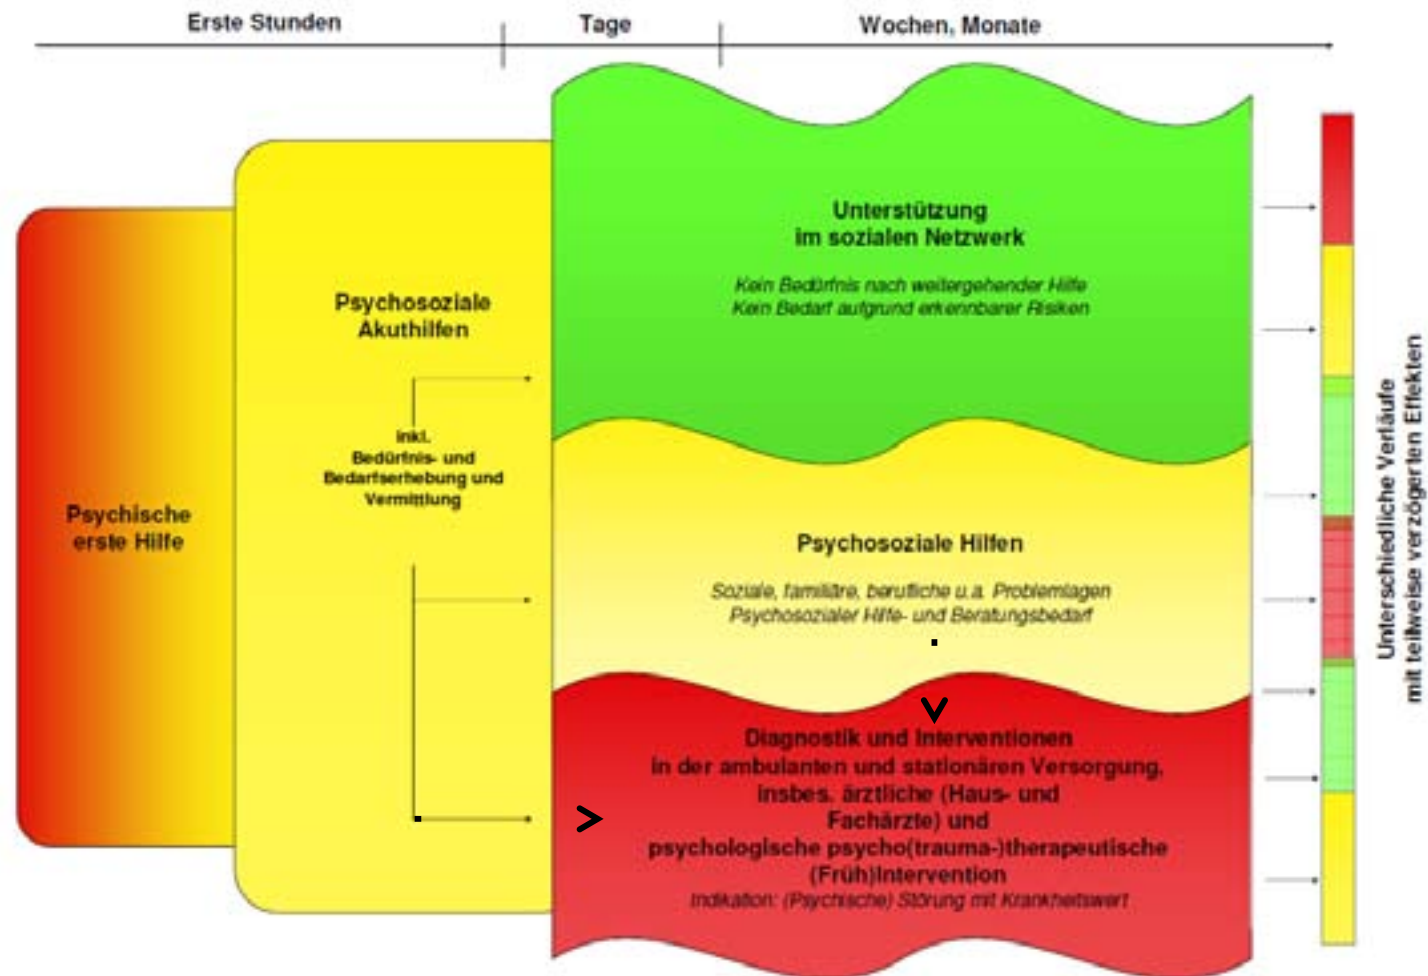 Erste Stunden
Tage
Wochen, Monate
Psychische
erste Hilfe
Psychosoziale
Akuthilfen
inkl.
Bedürfnis- und
Bedarfserhebung und
Vermittlung
Unterstützung
im sozialen Netzwerk
Kein Bedürfnis nach weitergehender Hilfe
Kein Bedarf aufgrund erkennbarer Risiken
Psychosoziale Hilfen
Soziale, familiäre, berufliche u.a. Problemlagen
Psychosozialer Hilfe- und Beratungsbedarf
Diagnostik und Interventionen
in der ambulanten und stationären Versorgung,
insbes. ärztliche (Haus- und
Fachärzte) und
psychologische psycho(trauma-)therapeutische
(Früh)Intervention
Indikation: (Psychische) Störung mit Krankheitswert
Unterschiedliche Verläufe
mit teilweise verzögerten Effekten